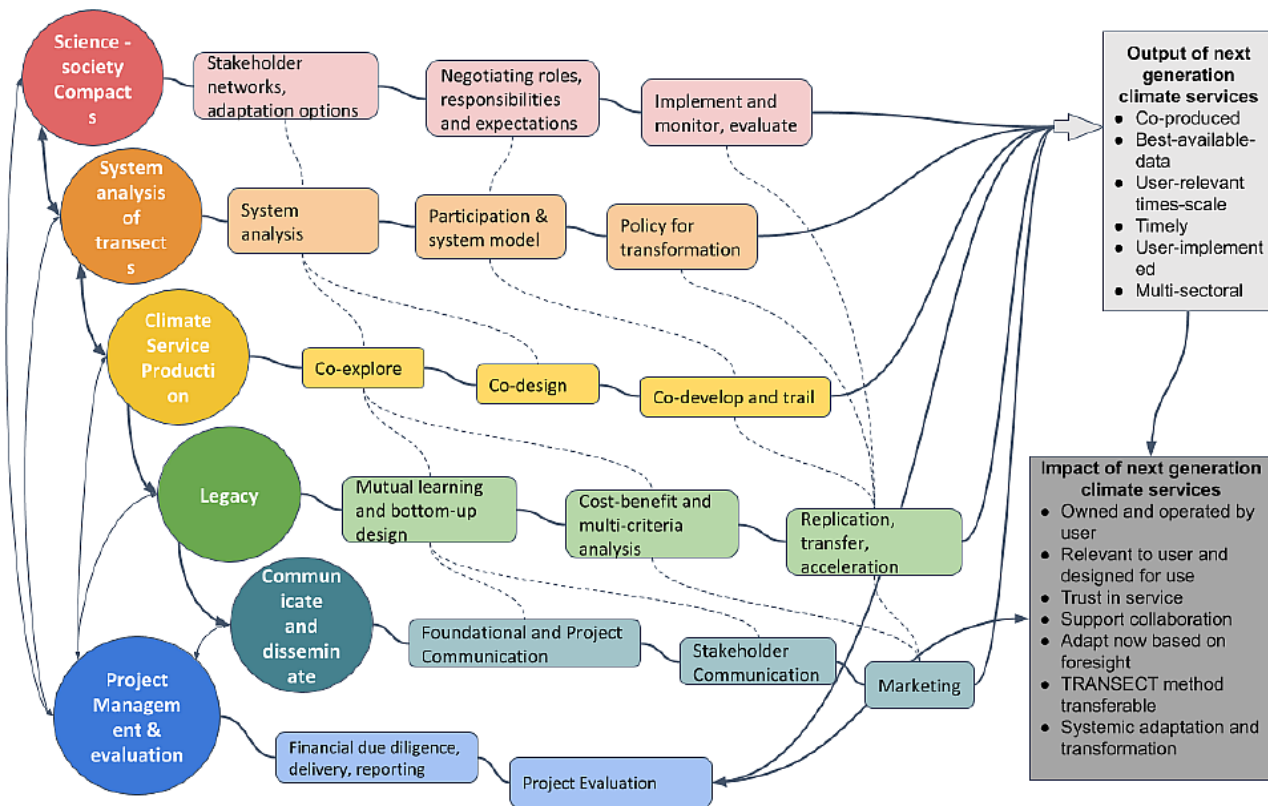 Science -
society
Compact
s
Stakeholder
networks,
adaptation options
Negotiating roles,
responsibilities
and expectations
Implement and
monitor, evaluate
Output of next
generation
climate services
● Co-produced
● Best-available-
data
● User-relevant
times-scale
● Timely
● User-implement
ed
● Multi-sectoral
System
analysis
of
transect
s
System
analysis
Participation &
system model
Policy for
transformation
Climate
Service
Producti
on
Co-explore
Co-design
Co-develop and trail
Legacy
Mutual learning
and bottom-up
design
Cost-benefit and
multi-criteria
analysis
Replication,
transfer,
acceleration
Impact of next generation
climate services
● Owned and operated by
user
● Relevant to user and
designed for use
● Trust in service
● Support collaboration
● Adapt now based on
foresight
● TRANSECT method
transferable
● Systemic adaptation and
transformation
Commun
icate
and
dissemin
ate
Foundational and Project
Communication
Stakeholder
Communication
Marketing
Project
Managem
ent &
evaluation
Financial due diligence,
delivery, reporting
Project Evaluation